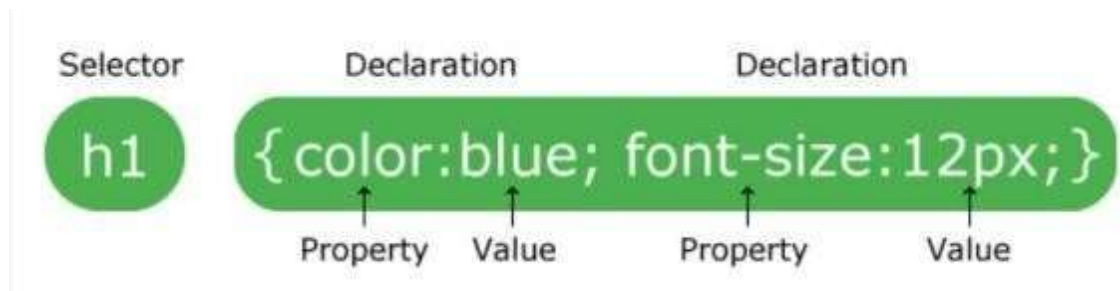 Selector Declaration Declaration
h1 {color:blue; font-size:12px;}
Property Value Property Value